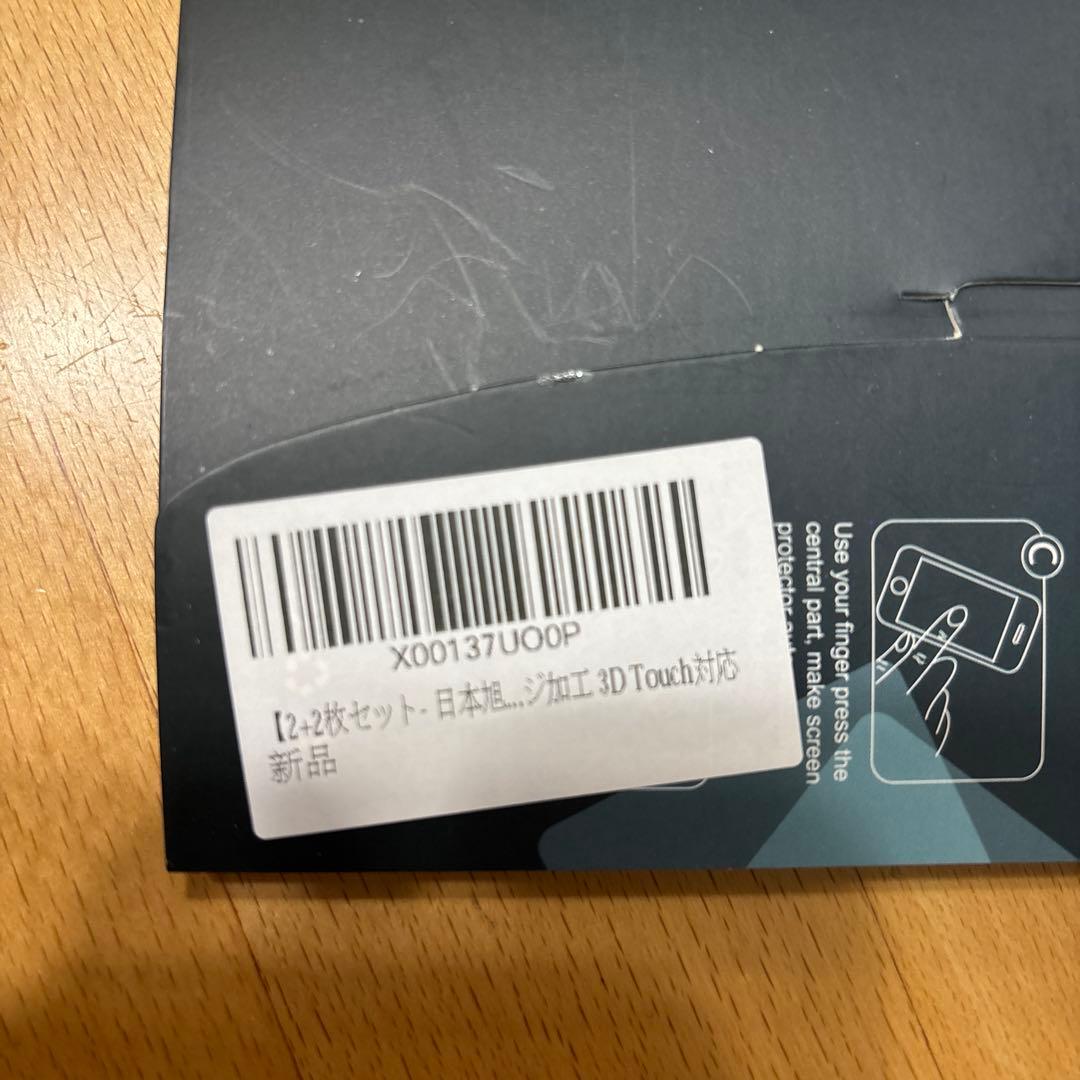 X00137UO0P
【2+2枚セット- 日本旭...ジ加工 3D Touch対応
新品
C
Use your finger press the
central part, make screen
protector